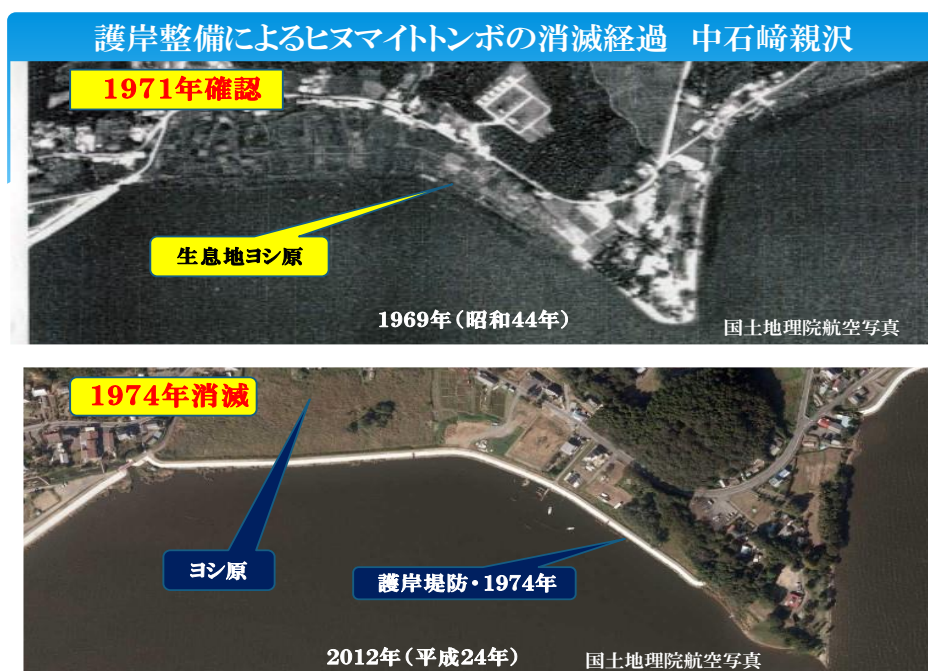 護岸整備によるヒヌマイトトンボの消滅経過 中石﨑親沢
1971年確認
生息地ヨシ原
1969年（昭和44年）
国土地理院航空写真
1974年消滅
ヨシ原
護岸堤防・1974年
2012年（平成24年）
国土地理院航空写真